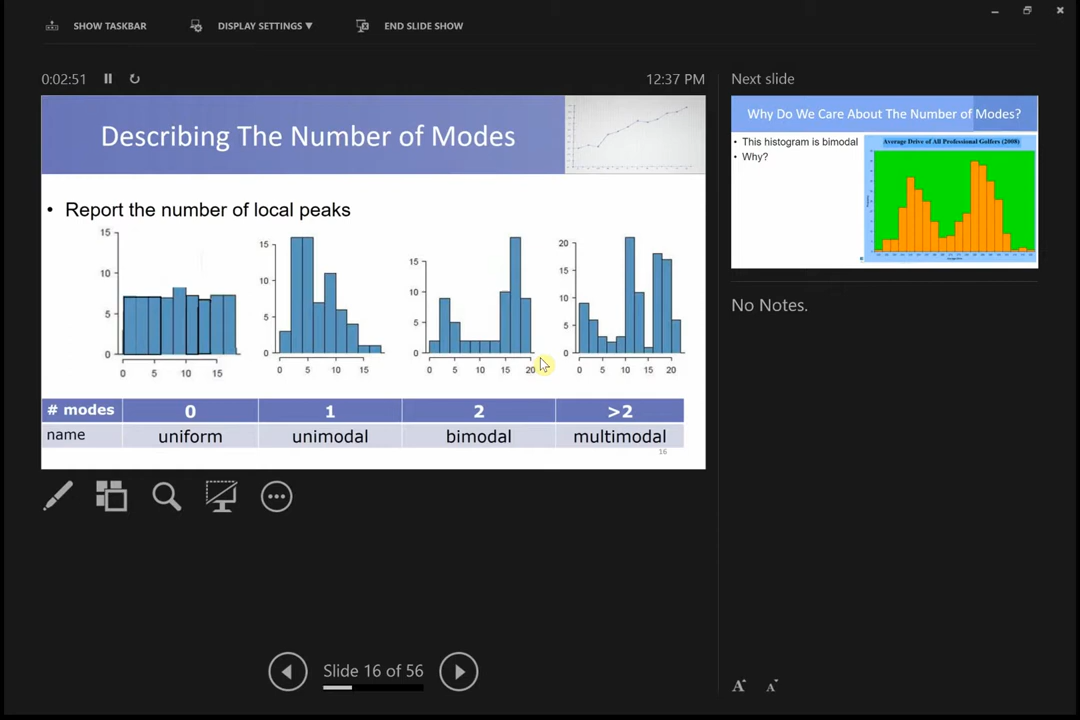 SHOW TASKBAR DISPLAY SETTINGS ▼ END SLIDE SHOW
0:02:51 12:37 PM
Describing The Number of Modes
• Report the number of local peaks
15
10
5
0
0 5 10 15
15
10
5
0
0 5 10 15
15
10
5
0
0 5 10 15 20
20
15
10
5
0
0 5 10 15 20
# modes 0 1 2 >2
name uniform unimodal bimodal multimodal
16
Next slide
Why Do We Care About The Number of Modes?
• This histogram is bimodal
• Why?
Average Drive of All Professional Golfers (2008)
No Notes.
Slide 16 of 56
A A